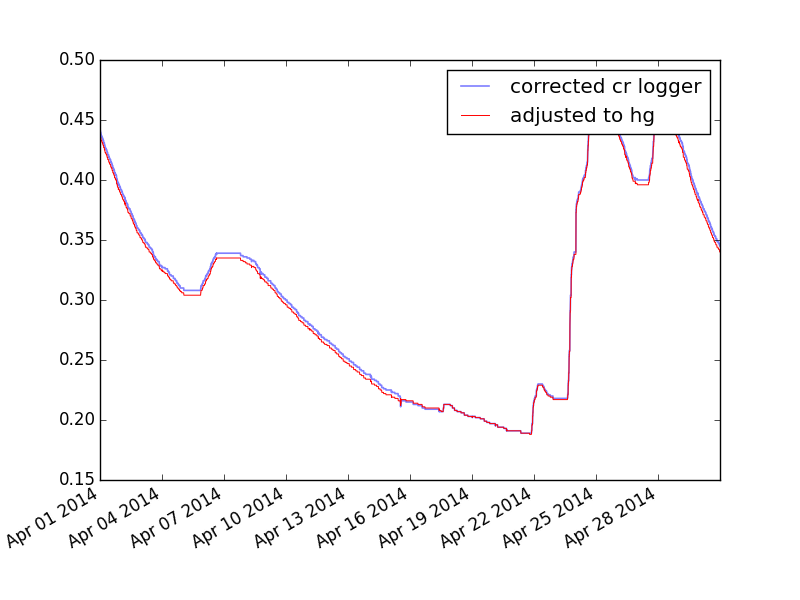 0.50
0.45
0.40
0.35
0.30
0.25
0.20
0.15
corrected cr logger
adjusted to hg
Apr 01 2014
Apr 04 2014
Apr 07 2014
Apr 10 2014
Apr 13 2014
Apr 16 2014
Apr 19 2014
Apr 22 2014
Apr 25 2014
Apr 28 2014